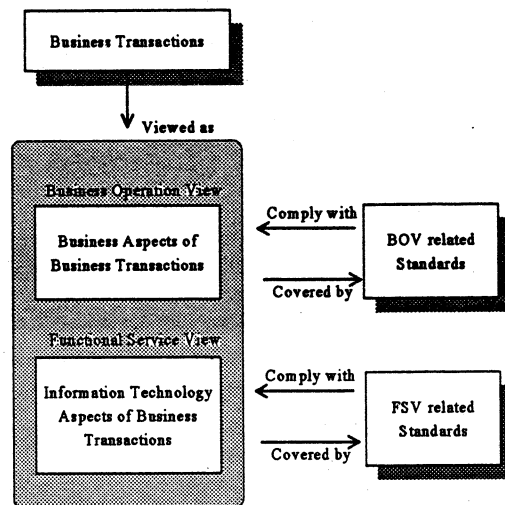 Business Transactions
Viewed as
Business Operation View
Business Aspects of
Business Transactions
Comply with
Covered by
BOV related
Standards
Functional Service View
Information Technology
Aspects of Business
Transactions
Comply with
Covered by
FSV related
Standards